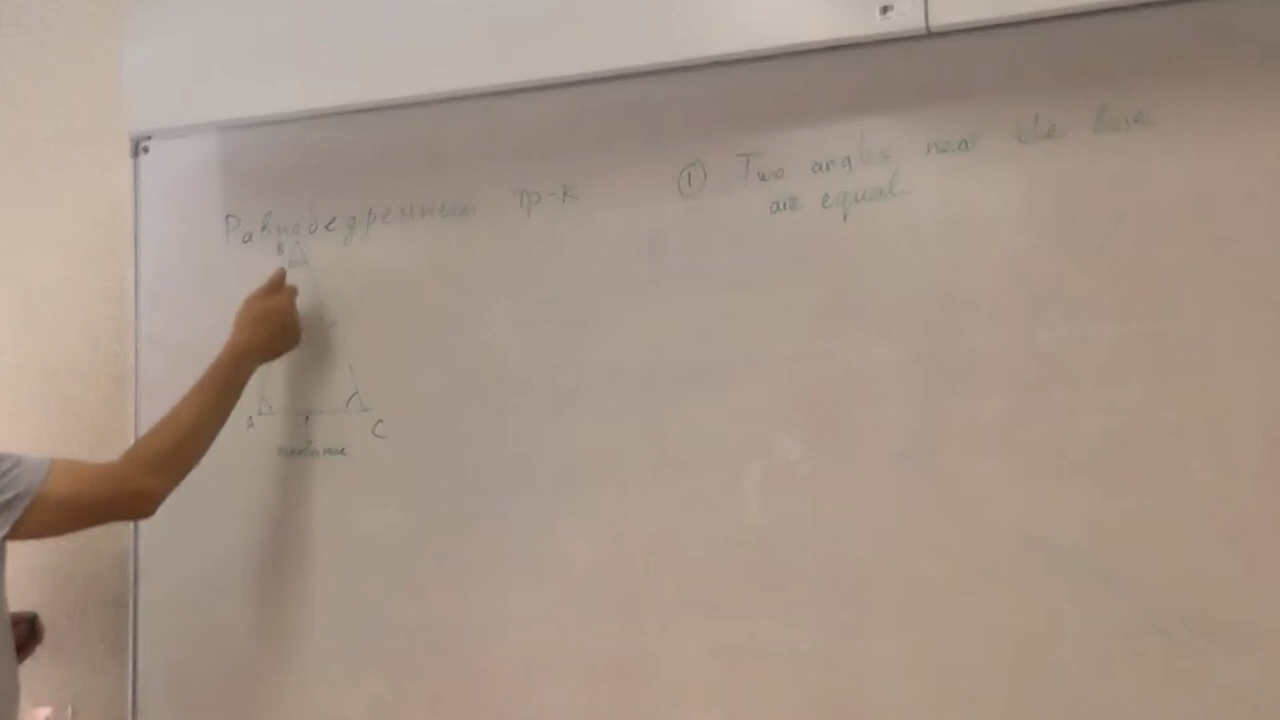 Равнобедренный тр-к
① Two angles near the base
are equal
B
A
C